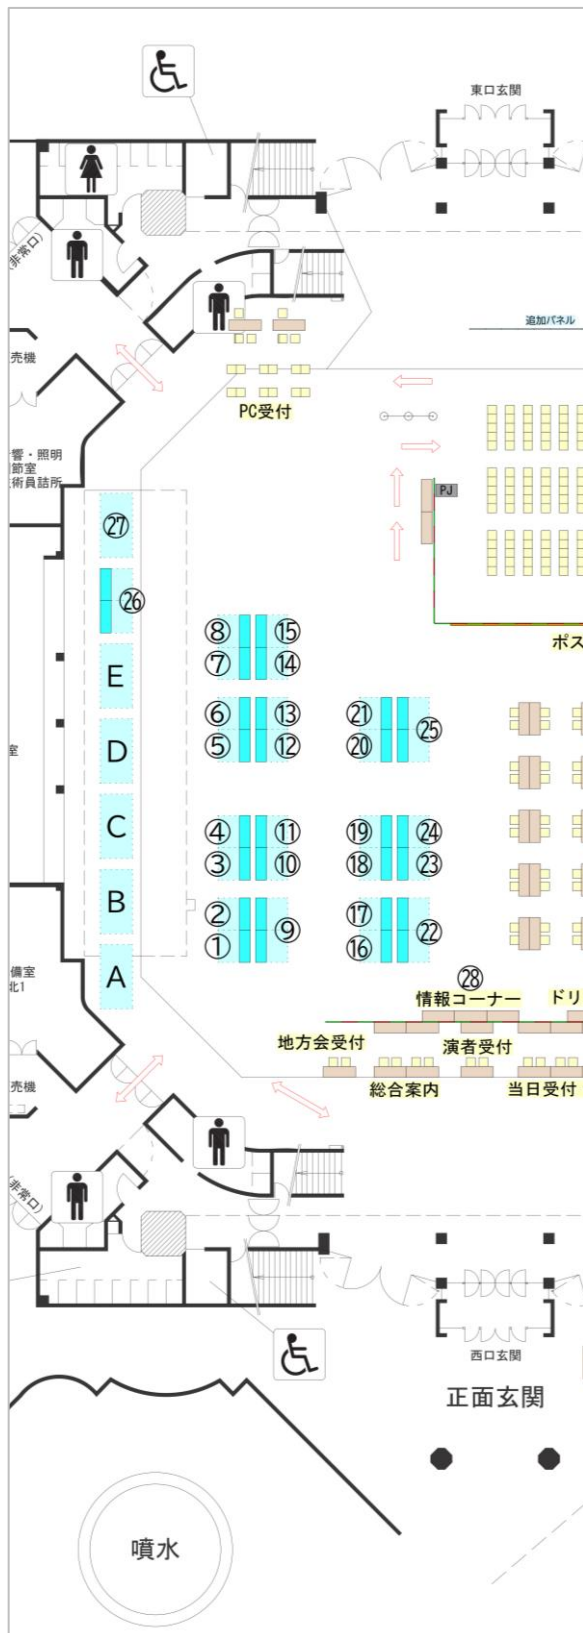 東口玄関
(非常口)
追加パネル
売機
PC受付
響・照明
節室
術員詰所
PJ
㉗
㉖
ポス
E
⑧ ⑮
⑦ ⑭
D
⑥ ⑬ ㉑ ㉕
⑤ ⑫ ⑳
室
C
④ ⑪ ⑲ ㉔
③ ⑩ ⑱ ㉓
B
② ⑨ ⑰ ㉒
① ⑯
A
備室
北1
㉘
情報コーナー
ドリ
地方会受付
演者受付
売機
総合案内
当日受付
(非常口)
西口玄関
正面玄関
噴水